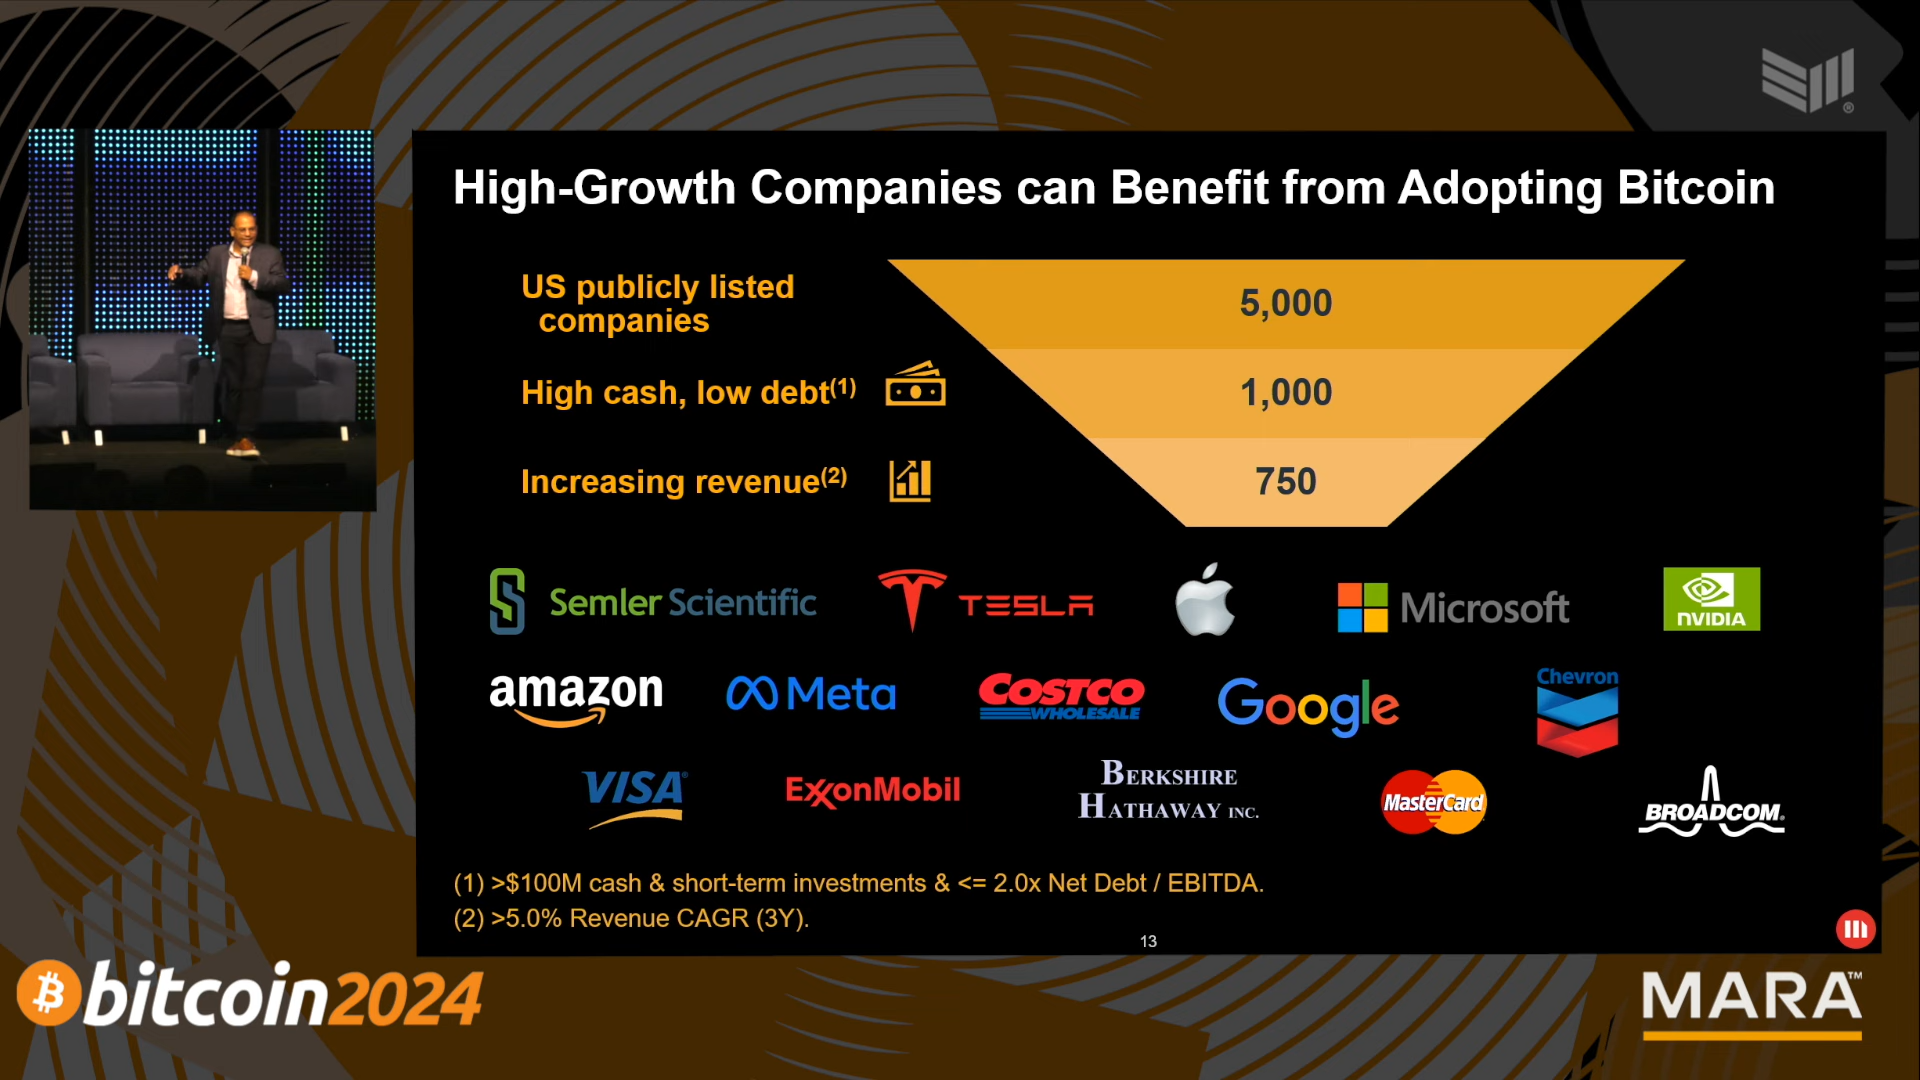 High-Growth Companies can Benefit from Adopting Bitcoin
US publicly listed
companies
5,000
High cash, low debt(1)
1,000
Increasing revenue(2)
750
Semler Scientific
TESLA
Microsoft
NVIDIA
amazon
Meta
COSTCO
WHOLESALE
Google
Chevron
VISA
ExxonMobil
BERKSHIRE
HATHAWAY INC.
MasterCard
BROADCOM.
(1) >$100M cash & short-term investments & <= 2.0x Net Debt / EBITDA.
(2) >5.0% Revenue CAGR (3Y).
13
bitcoin2024
MARA™